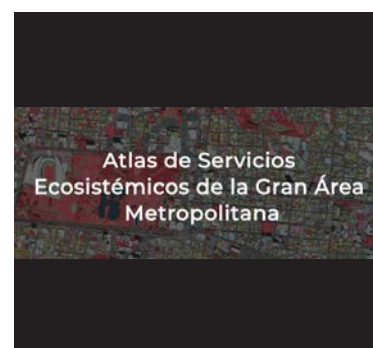 Atlas de Servicios
Ecosistémicos de la Gran Área
Metropolitana